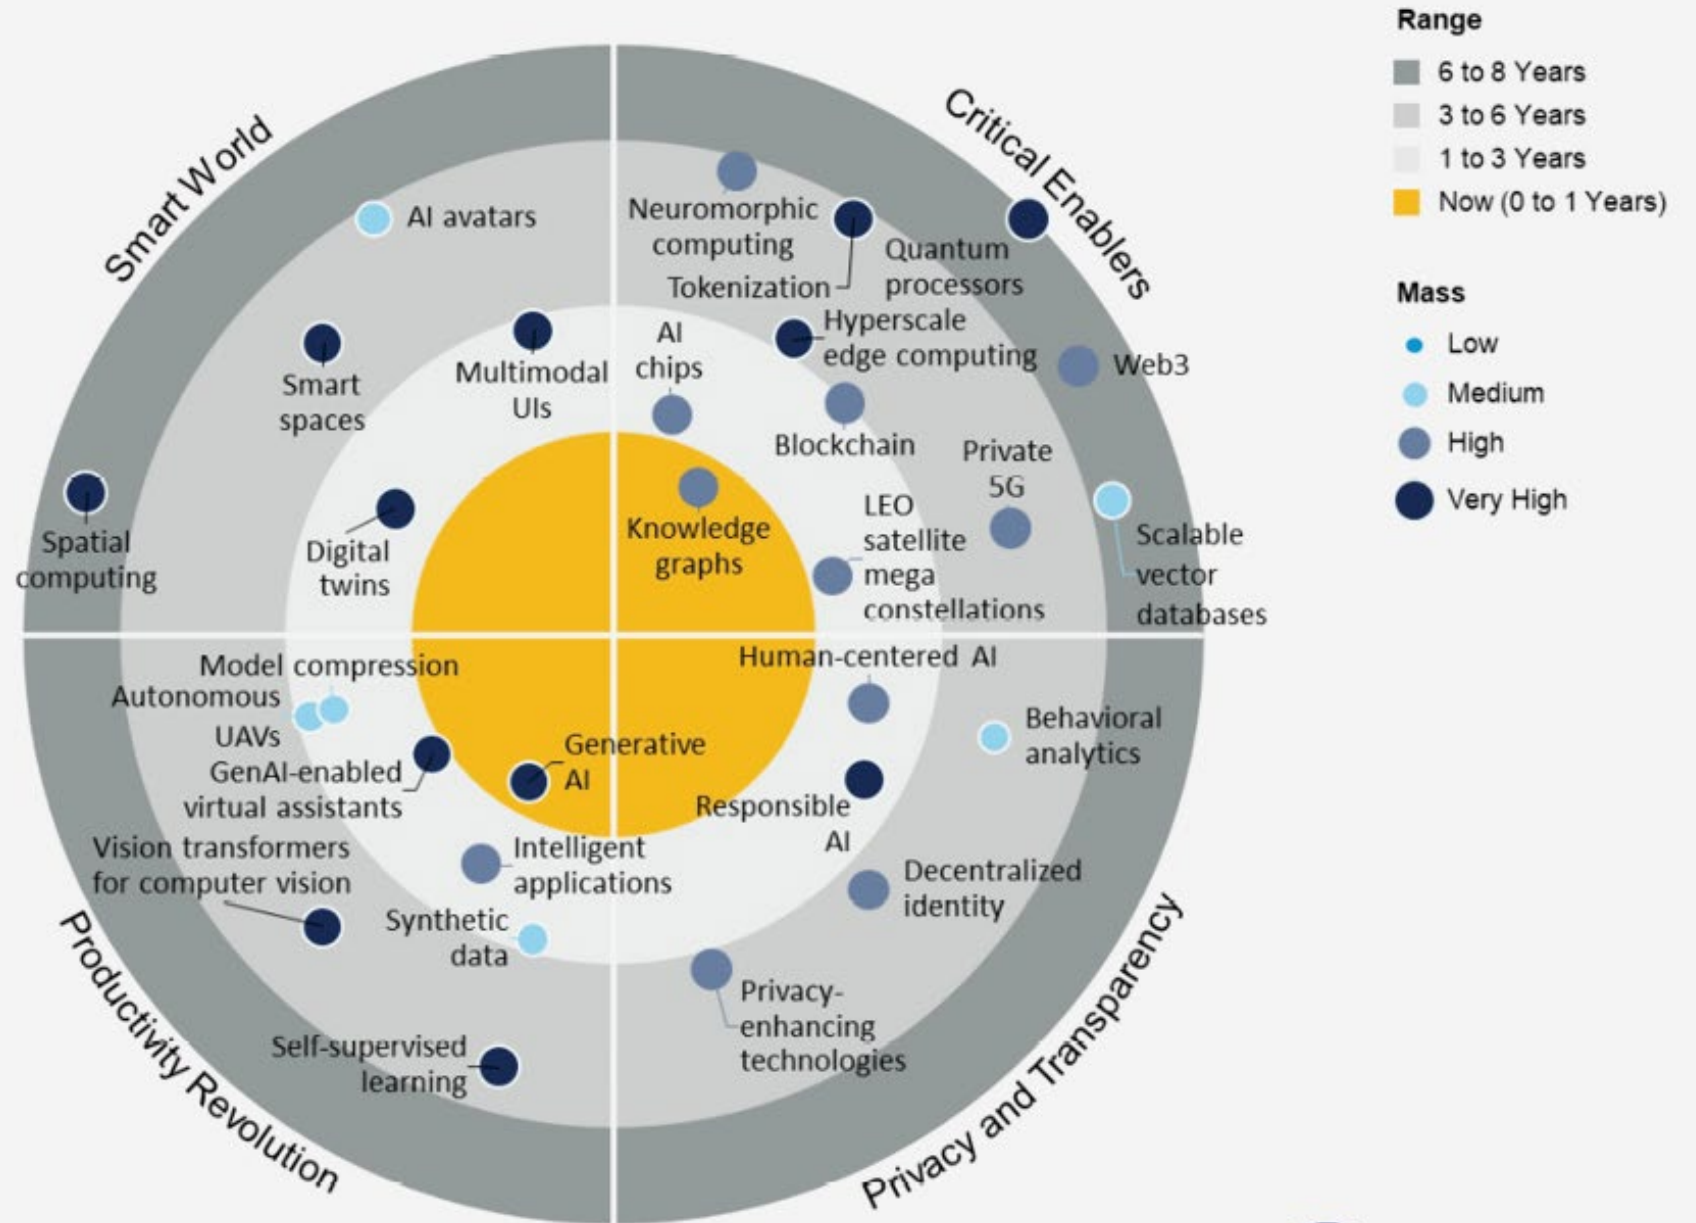 Range
6 to 8 Years
3 to 6 Years
1 to 3 Years
Now (0 to 1 Years)
Mass
Low
Medium
High
Very High
Smart World
AI avatars
Smart
spaces
Multimodal
UIs
Spatial
computing
Digital
twins
Critical Enablers
Neuromorphic
computing
Tokenization
Quantum
processors
AI
chips
Hyperscale
edge computing
Web3
Blockchain
Private
5G
Knowledge
graphs
LEO
satellite
mega
constellations
Scalable
vector
databases
Productivity Revolution
Model compression
Autonomous
UAVs
GenAI-enabled
virtual assistants
Generative
AI
Vision transformers
for computer vision
Intelligent
applications
Synthetic
data
Self-supervised
learning
Privacy and Transparency
Human-centered AI
Behavioral
analytics
Responsible
AI
Decentralized
identity
Privacy-
enhancing
technologies